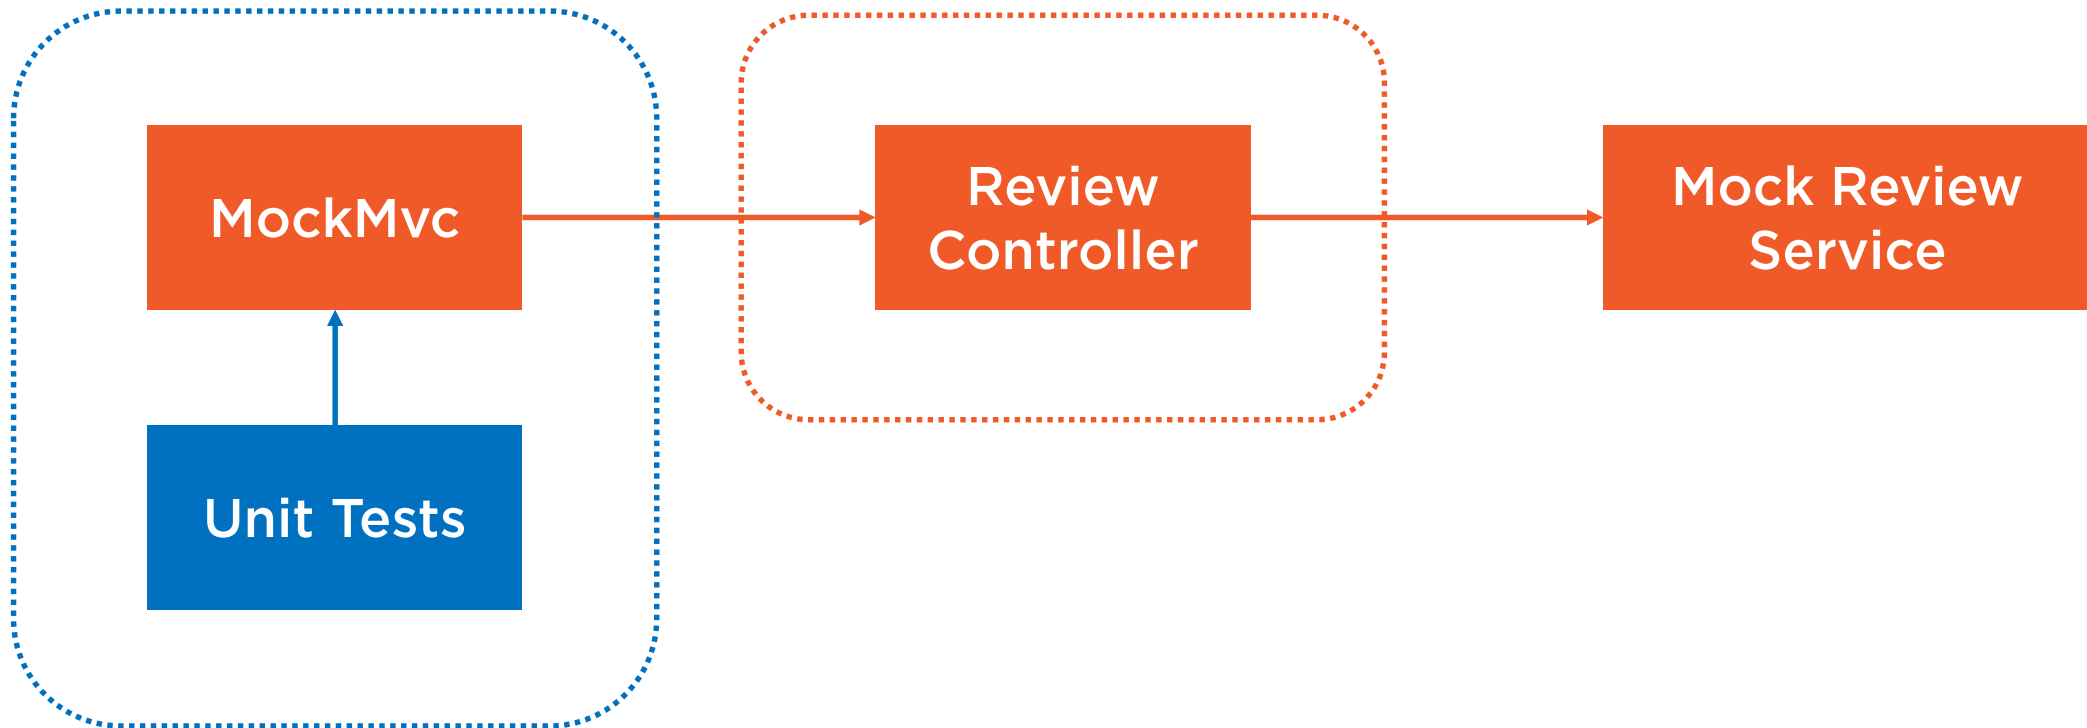 MockMvc
Review
Controller
Mock Review
Service
Unit Tests